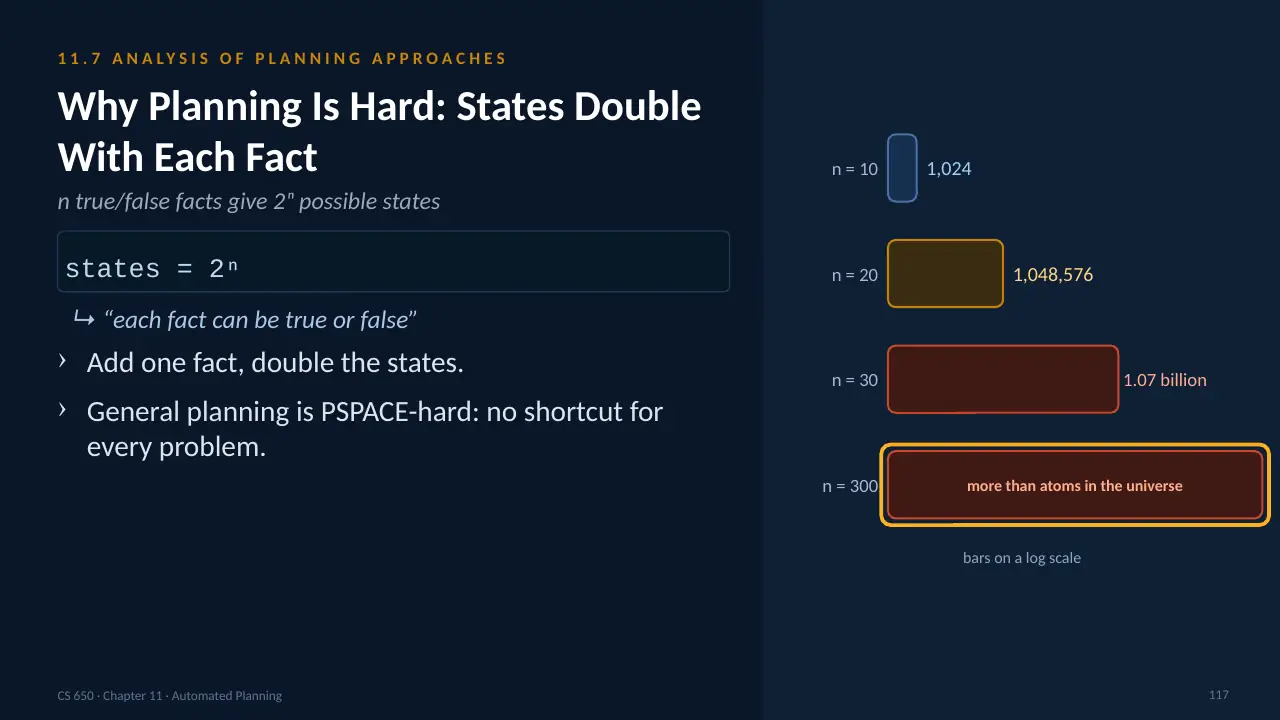 11.7 ANALYSIS OF PLANNING APPROACHES
Why Planning Is Hard: States Double
With Each Fact
n true/false facts give 2ⁿ possible states
states = 2ⁿ
↪ “each fact can be true or false”
› Add one fact, double the states.
› General planning is PSPACE-hard: no shortcut for
every problem.
n = 10 1,024
n = 20 1,048,576
n = 30 1.07 billion
n = 300 more than atoms in the universe
bars on a log scale
CS 650 · Chapter 11 · Automated Planning
117